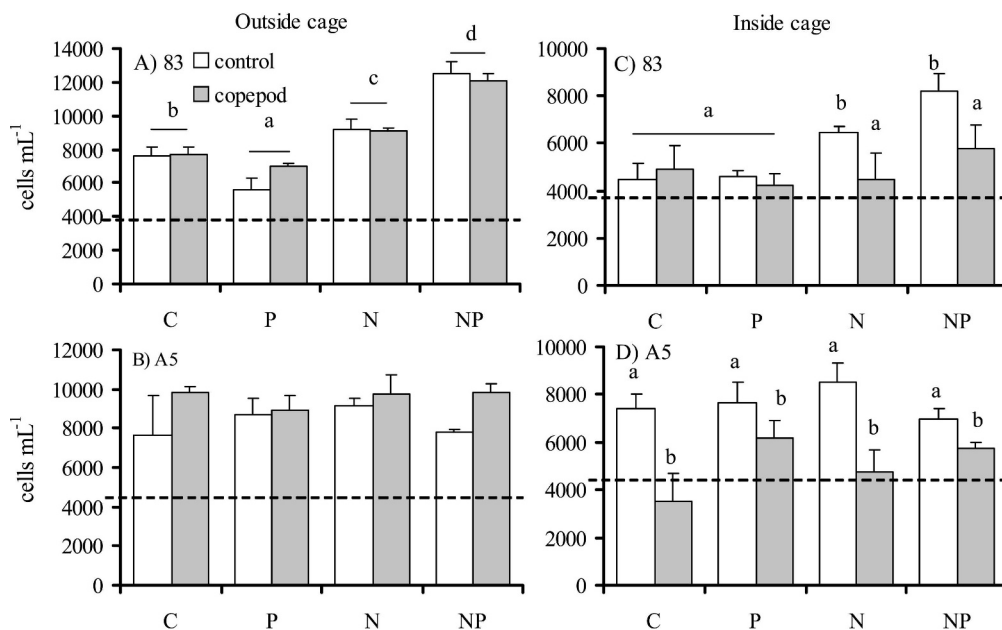 Outside cage
Inside cage
A) 83
control
copepod
14000
12000
10000
8000
6000
4000
2000
0
cells mL-1
b
a
c
d
C
P
N
NP
C) 83
10000
8000
6000
4000
2000
0
a
b
a
b
a
C
P
N
NP
B) A5
12000
10000
8000
6000
4000
2000
0
cells mL-1
C
P
N
NP
D) A5
10000
8000
6000
4000
2000
0
a
b
a
b
a
b
a
b
C
P
N
NP